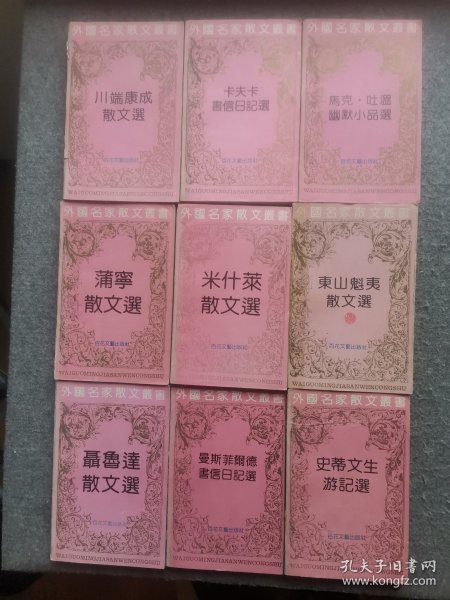 外國名家散文叢書
川端康成
散文選
百花文藝出版社
WAIGUOMINGJIASANWENCONGSHU
外國名家散文叢書
卡夫卡
書信日記選
百花文藝出版社
WAIGUOMINGJIASANWENCONGSHU
外國名家散文叢書
馬克·吐溫
幽默小品選
百花文藝出版社
WAIGUOMINGJIASANWENCONGSHU
外國名家散文叢書
蒲寧
散文選
百花文藝出版社
WAIGUOMINGJIASANWENCONGSHU
外國名家散文叢書
米什萊
散文選
百花文藝出版社
WAIGUOMINGJIASANWENCONGSHU
外國名家散文叢書
東山魁夷
散文選
百花文藝出版社
WAIGUOMINGJIASANWENCONGSHU
外國名家散文叢書
聶魯達
散文選
百花文藝出版社
WAIGUOMINGJIASANWENCONGSHU
外國名家散文叢書
曼斯菲爾德
書信日記選
百花文藝出版社
WAIGUOMINGJIASANWENCONGSHU
外國名家散文叢書
史蒂文生
游記選
百花文藝出版社
WAIGUOMINGJIASANWENCONGSHU
孔夫子旧书网
www.kongfz.com